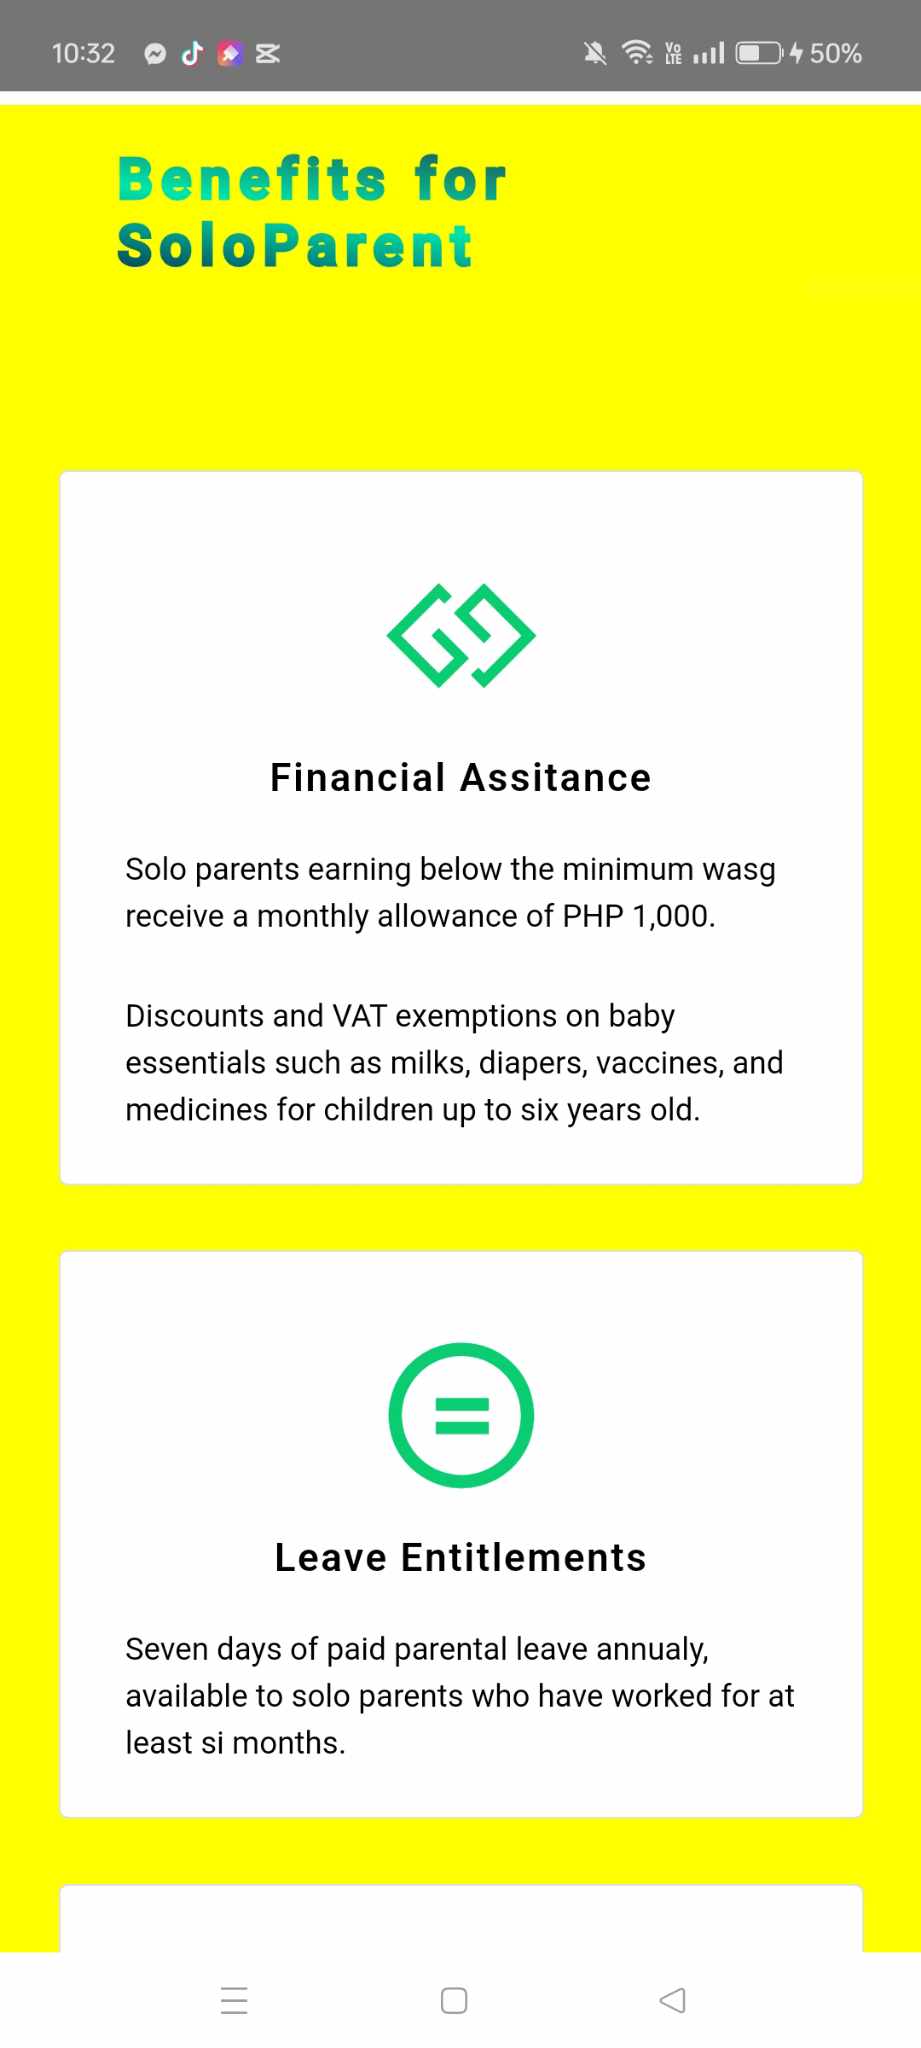 10:32
Vo
LTE
50%
Benefits for
SoloParent
Financial Assitance
Solo parents earning below the minimum wasg
receive a monthly allowance of PHP 1,000.
Discounts and VAT exemptions on baby
essentials such as milks, diapers, vaccines, and
medicines for children up to six years old.
Leave Entitlements
Seven days of paid parental leave annualy,
available to solo parents who have worked for at
least si months.